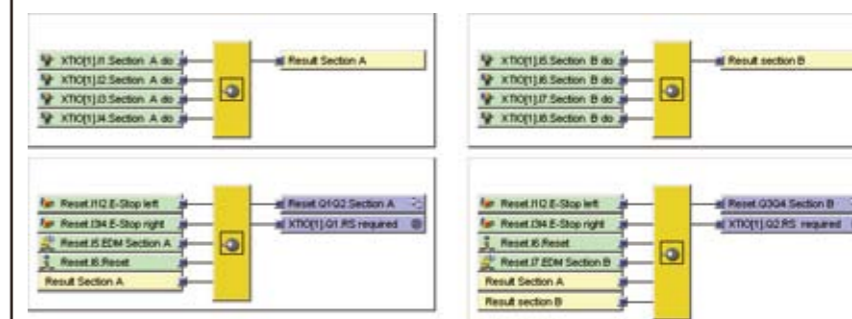 XTIO[1].I1.Section A do
XTIO[1].I2.Section A do
XTIO[1].I3.Section A do
XTIO[1].I4.Section A do
Result Section A
XTIO[1].I5.Section B do
XTIO[1].I6.Section B do
XTIO[1].I7.Section B do
XTIO[1].I8.Section B do
Result section B
Reset.I1I2.E-Stop left
Reset.I3I4.E-Stop right
Reset.I5.EDM Section A
Reset.I6.Reset
Result Section A
Reset.Q1Q2.Section A
XTIO[1].Q1.RS required
Reset.I1I2.E-Stop left
Reset.I3I4.E-Stop right
Reset.I6.Reset
Reset.I7.EDM Section B
Result Section A
Result section B
Reset.Q3Q4.Section B
XTIO[1].Q2.RS required